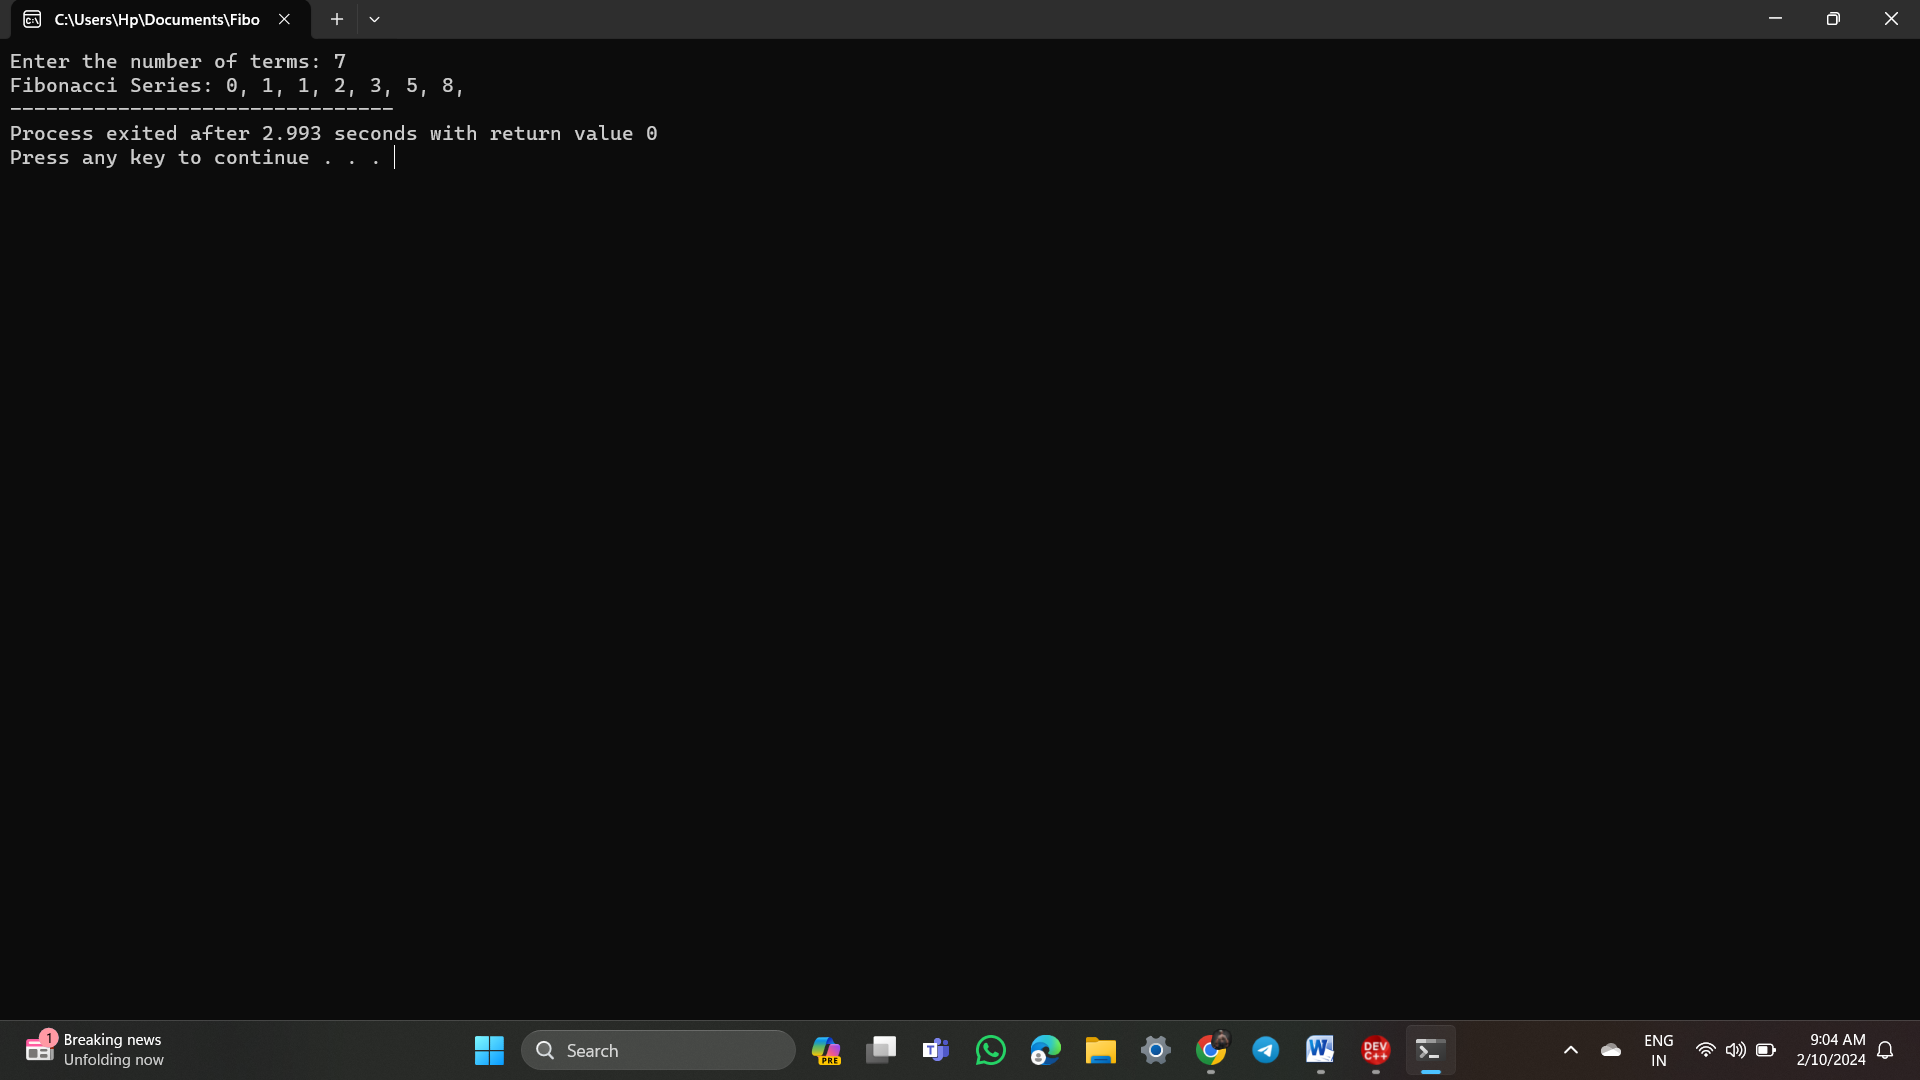 C:\Users\Hp\Documents\Fibo
Enter the number of terms: 7
Fibonacci Series: 0, 1, 1, 2, 3, 5, 8,
--------------------------------
Process exited after 2.993 seconds with return value 0
Press any key to continue . . .
1
Breaking news
Unfolding now
Search
PRE
T
W
DEV
C++
ENG
IN
9:04 AM
2/10/2024